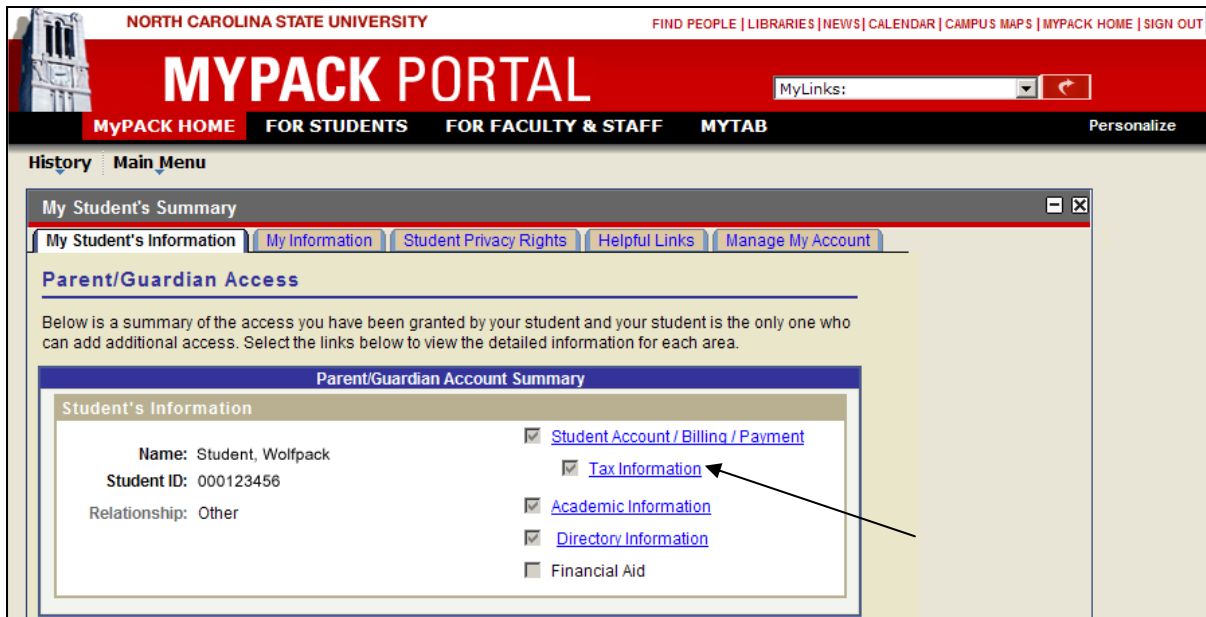 NORTH CAROLINA STATE UNIVERSITY
FIND PEOPLE | LIBRARIES | NEWS | CALENDAR | CAMPUS MAPS | MYPACK HOME | SIGN OUT
MYPACK PORTAL
MyLinks:
MyPACK HOME FOR STUDENTS FOR FACULTY & STAFF MYTAB Personalize
History Main Menu
My Student's Summary
My Student's Information My Information Student Privacy Rights Helpful Links Manage My Account
Parent/Guardian Access
Below is a summary of the access you have been granted by your student and your student is the only one who
can add additional access. Select the links below to view the detailed information for each area.
Parent/Guardian Account Summary
Student's Information
Name: Student, Wolfpack
Student ID: 000123456
Relationship: Other
Student Account / Billing / Payment
Tax Information
Academic Information
Directory Information
Financial Aid